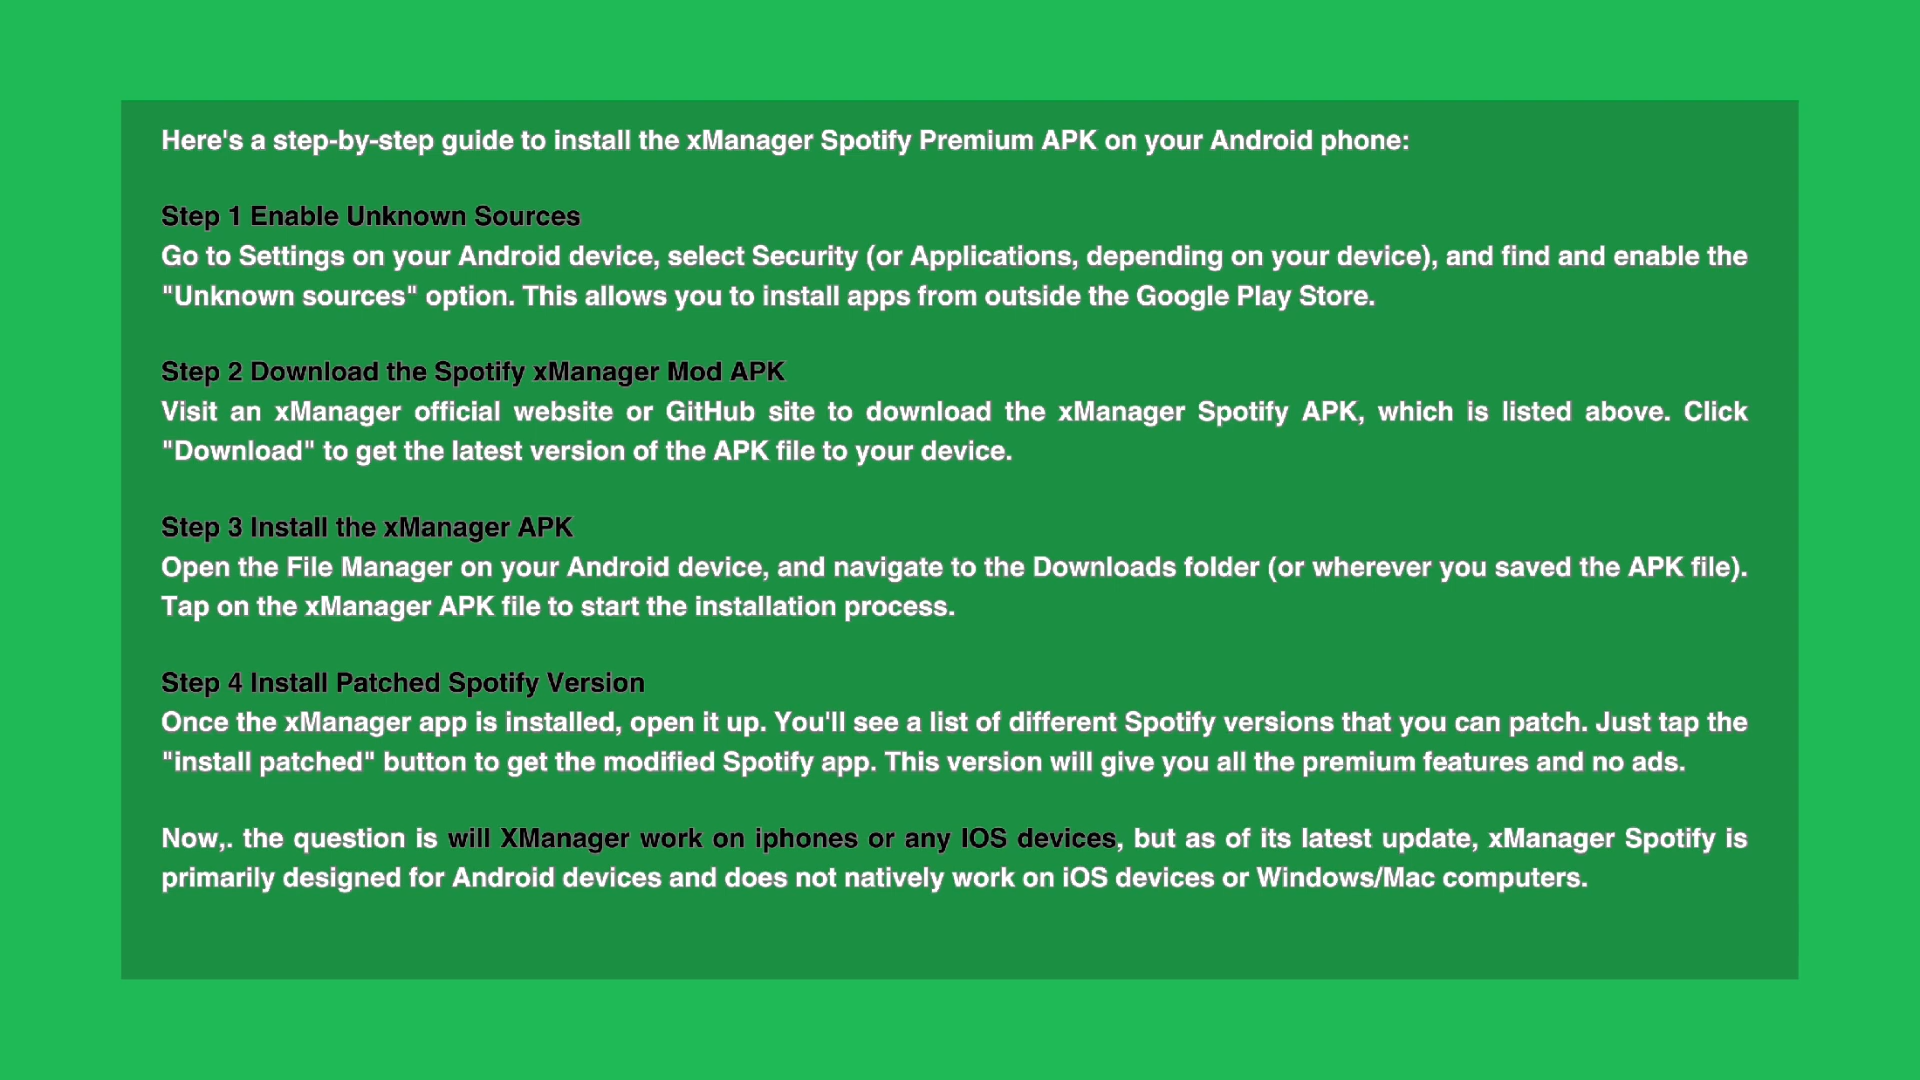 Here's a step-by-step guide to install the xManager Spotify Premium APK on your Android phone:
Step 1 Enable Unknown Sources
Go to Settings on your Android device, select Security (or Applications, depending on your device), and find and enable the
"Unknown sources" option. This allows you to install apps from outside the Google Play Store.
Step 2 Download the Spotify xManager Mod APK
Visit an xManager official website or GitHub site to download the xManager Spotify APK, which is listed above. Click
"Download" to get the latest version of the APK file to your device.
Step 3 Install the xManager APK
Open the File Manager on your Android device, and navigate to the Downloads folder (or wherever you saved the APK file).
Tap on the xManager APK file to start the installation process.
Step 4 Install Patched Spotify Version
Once the xManager app is installed, open it up. You'll see a list of different Spotify versions that you can patch. Just tap the
"install patched" button to get the modified Spotify app. This version will give you all the premium features and no ads.
Now,. the question is will XManager work on iphones or any IOS devices, but as of its latest update, xManager Spotify is
primarily designed for Android devices and does not natively work on iOS devices or Windows/Mac computers.